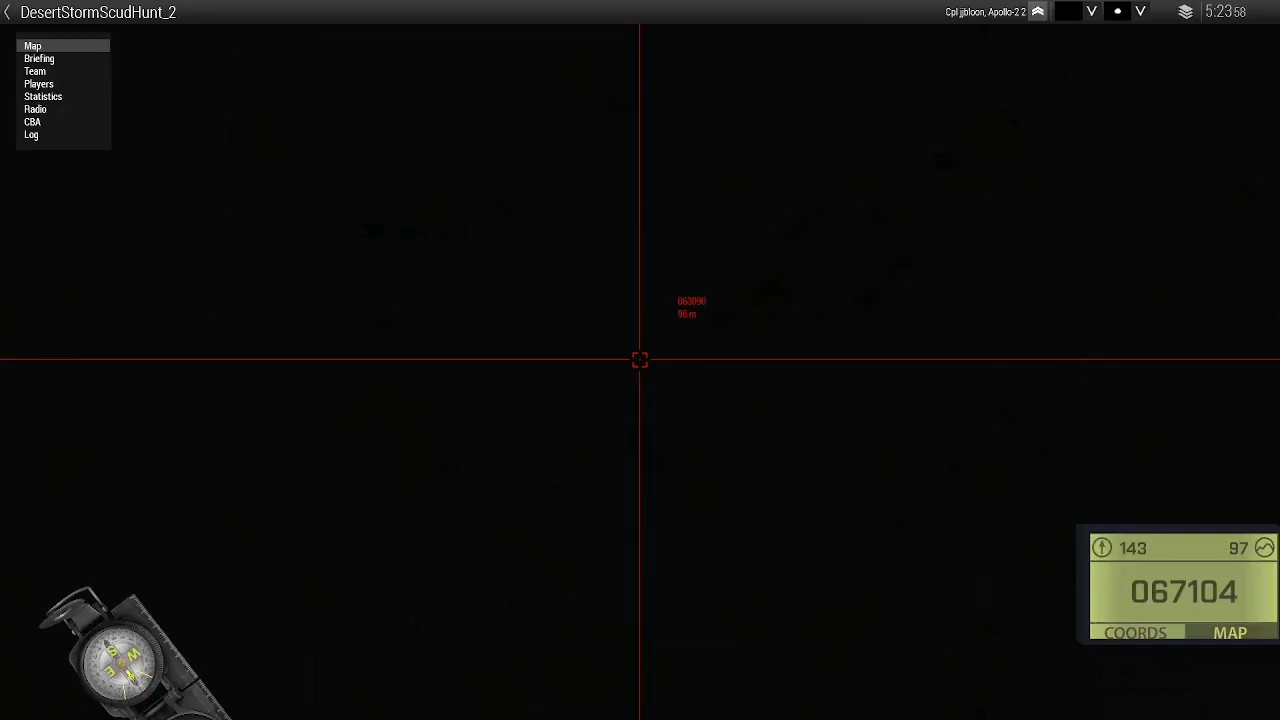 DesertStormScudHunt_2
Cpl jjbloon, Apollo-2 2
5:23 58
Map
Briefing
Team
Players
Statistics
Radio
CBA
Log
063090
96 m
143 97
067104
COORDS MAP
S W E N